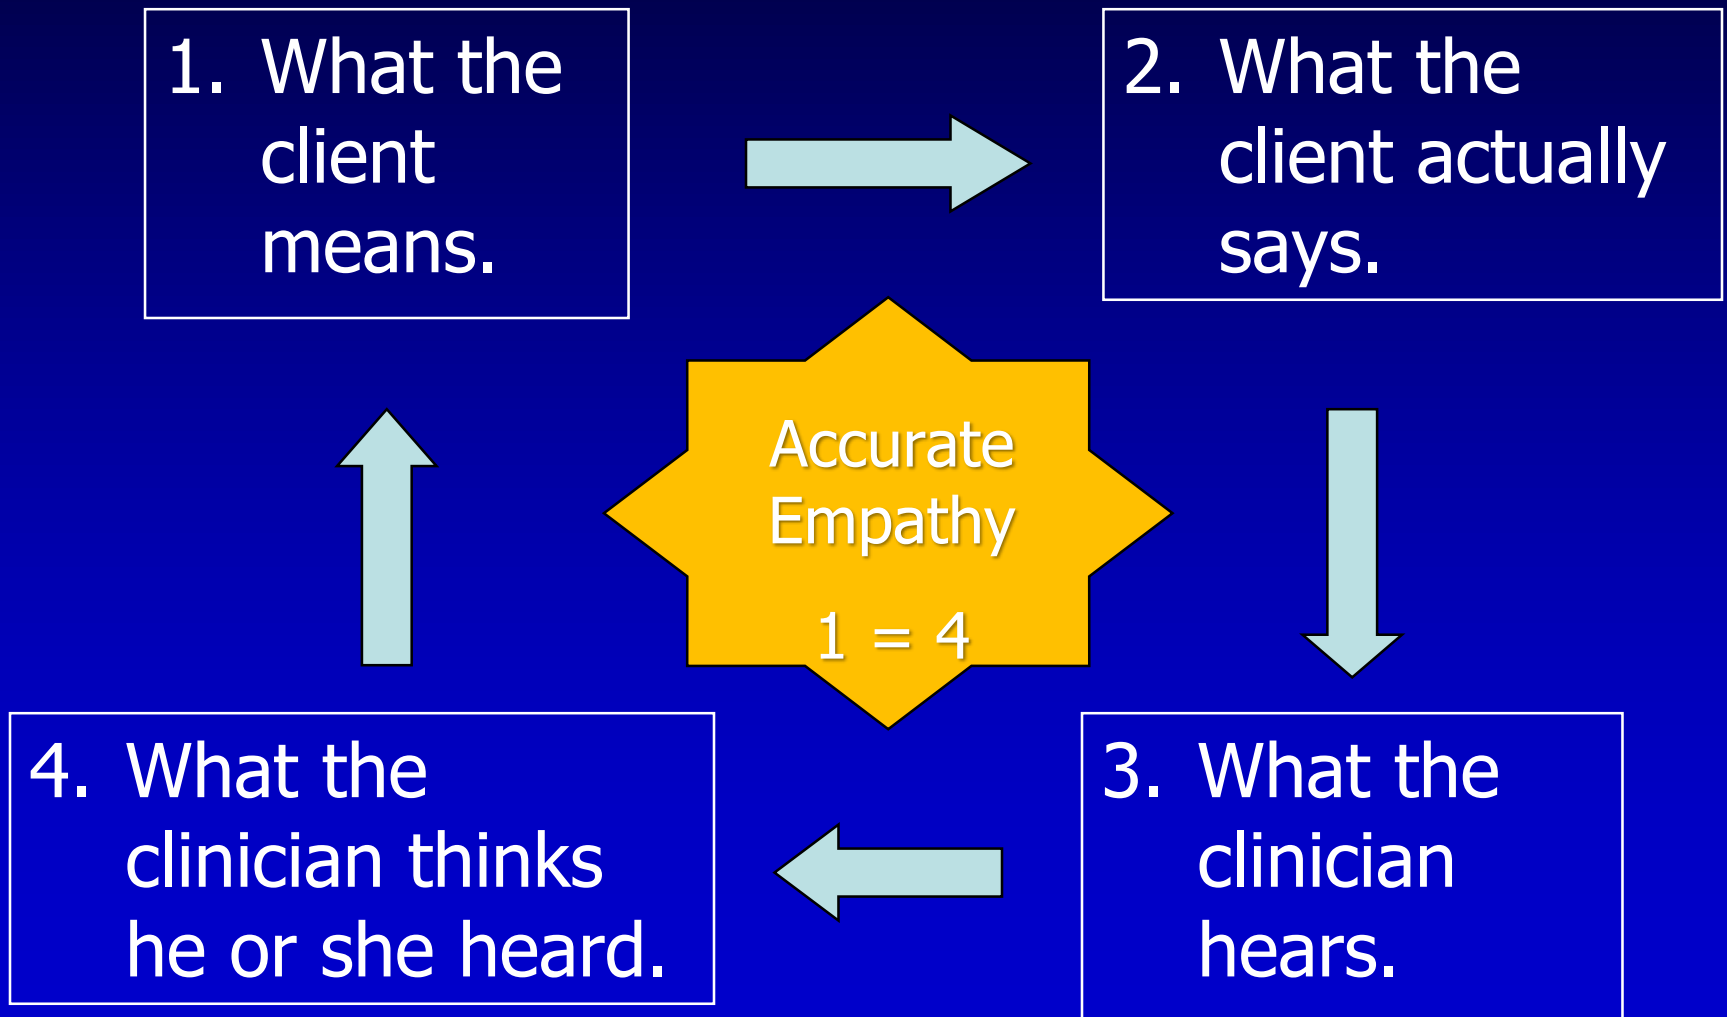 1. What the
client
means.
2. What the
client actually
says.
Accurate
Empathy
1 = 4
4. What the
clinician thinks
he or she heard.
3. What the
clinician
hears.